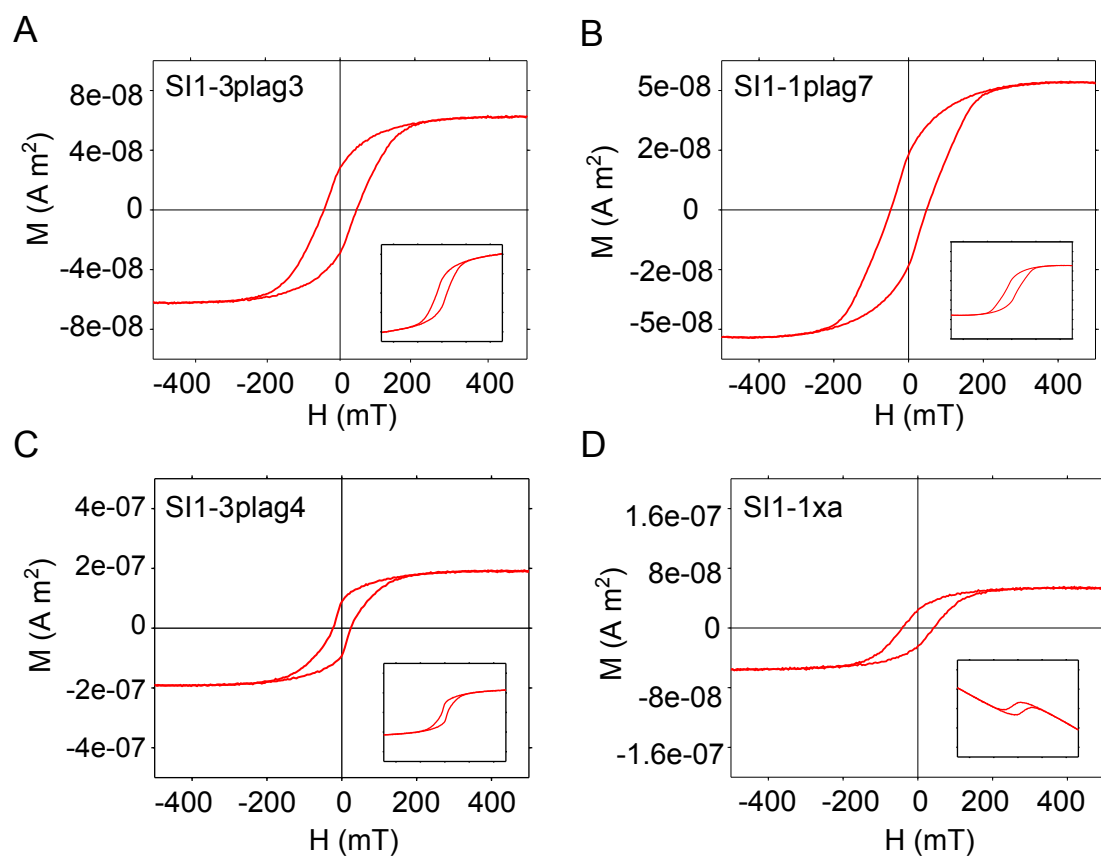 A
SI1-3plag3
8e-08
4e-08
0
-4e-08
-8e-08
M (A m²)
-400 -200 0 200 400
H (mT)
B
SI1-1plag7
5e-08
2e-08
0
-2e-08
-5e-08
M (A m²)
-400 -200 0 200 400
H (mT)
C
SI1-3plag4
4e-07
2e-07
0
-2e-07
-4e-07
M (A m²)
-400 -200 0 200 400
H (mT)
D
SI1-1xa
1.6e-07
8e-08
0
-8e-08
-1.6e-07
M (A m²)
-400 -200 0 200 400
H (mT)